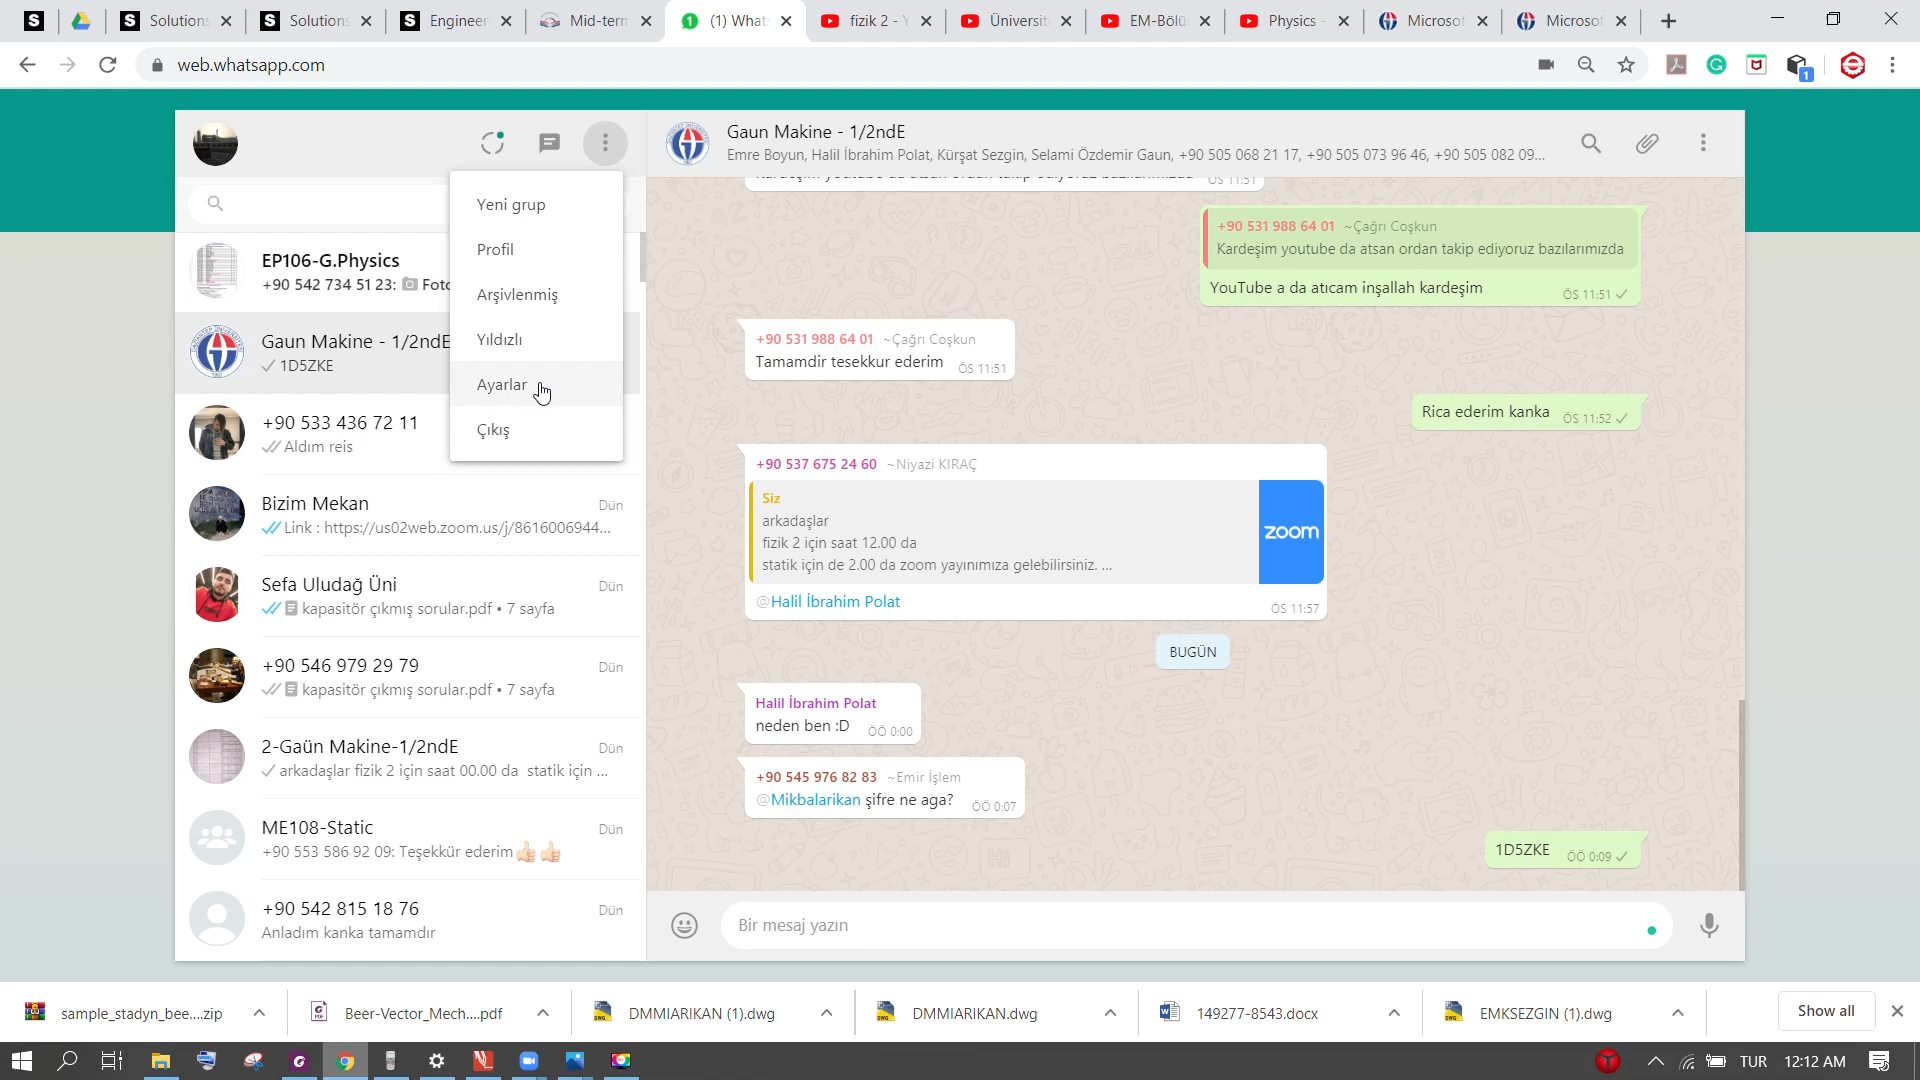 Solutions
Solutions
Engineer
Mid-term
(1) What
fizik 2 - Y
Üniversit
EM-Bölü
Physics -
Microsof
Microsof
web.whatsapp.com
1
Yeni grup
Profil
Arşivlenmiş
Yıldızlı
Ayarlar
Çıkış
EP106-G.Physics
+90 542 734 51 23: Foto
Gaun Makine - 1/2ndE
1D5ZKE
+90 533 436 72 11
Aldım reis
Bizim Mekan
Dün
Link : https://us02web.zoom.us/j/8616006944...
Sefa Uludağ Üni
Dün
kapasitör çıkmış sorular.pdf • 7 sayfa
+90 546 979 29 79
Dün
kapasitör çıkmış sorular.pdf • 7 sayfa
2-Gaün Makine-1/2ndE
Dün
arkadaşlar fizik 2 için saat 00.00 da statik için ...
ME108-Static
Dün
+90 553 586 92 09: Teşekkür ederim👍🏻👍🏻
+90 542 815 18 76
Dün
Anladım kanka tamamdır
Gaun Makine - 1/2ndE
Emre Boyun, Halil İbrahim Polat, Kürşat Sezgin, Selami Özdemir Gaun, +90 505 068 21 17, +90 505 073 96 46, +90 505 082 09...
ÖS 11:51
+90 531 988 64 01 ~Çağrı Coşkun
Kardeşim youtube da atsan ordan takip ediyoruz bazılarımızda
YouTube a da atıcam inşallah kardeşim
ÖS 11:51
+90 531 988 64 01 ~Çağrı Coşkun
Tamamdir tesekkur ederim
ÖS 11:51
Rica ederim kanka
ÖS 11:52
+90 537 675 24 60 ~Niyazi KIRAÇ
Siz
arkadaşlar
fizik 2 için saat 12.00 da
statik için de 2.00 da zoom yayınımıza gelebilirsiniz. ...
zoom
@Halil İbrahim Polat
ÖS 11:57
BUGÜN
Halil İbrahim Polat
neden ben :D
ÖÖ 0:00
+90 545 976 82 83 ~Emir İşlem
@Mikbalarikan şifre ne aga?
ÖÖ 0:07
1D5ZKE
ÖÖ 0:09
Bir mesaj yazın
sample_stadyn_bee....zip
Beer-Vector_Mech....pdf
DMMIARIKAN (1).dwg
DMMIARIKAN.dwg
149277-8543.docx
EMKSEZGIN (1).dwg
Show all
TUR
12:12 AM